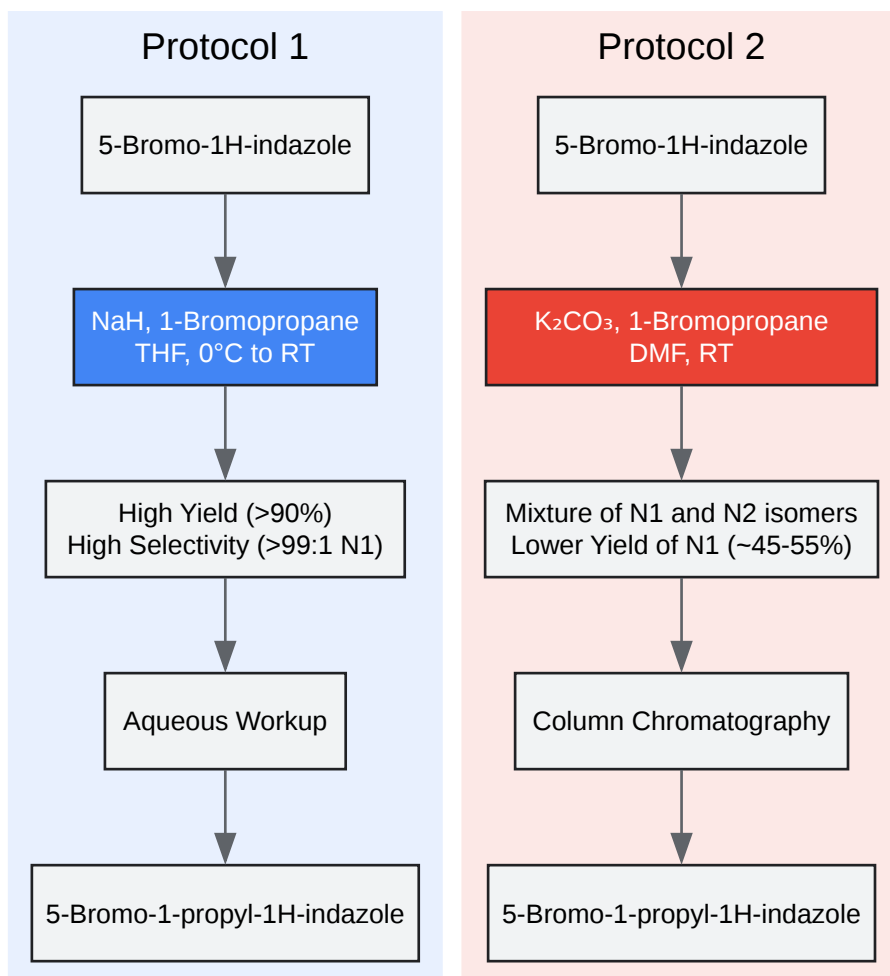 Protocol 1
5-Bromo-1H-indazole
NaH, 1-Bromopropane
THF, 0°C to RT
High Yield (>90%)
High Selectivity (>99:1 N1)
Aqueous Workup
5-Bromo-1-propyl-1H-indazole
Protocol 2
5-Bromo-1H-indazole
K₂CO₃, 1-Bromopropane
DMF, RT
Mixture of N1 and N2 isomers
Lower Yield of N1 (~45-55%)
Column Chromatography
5-Bromo-1-propyl-1H-indazole